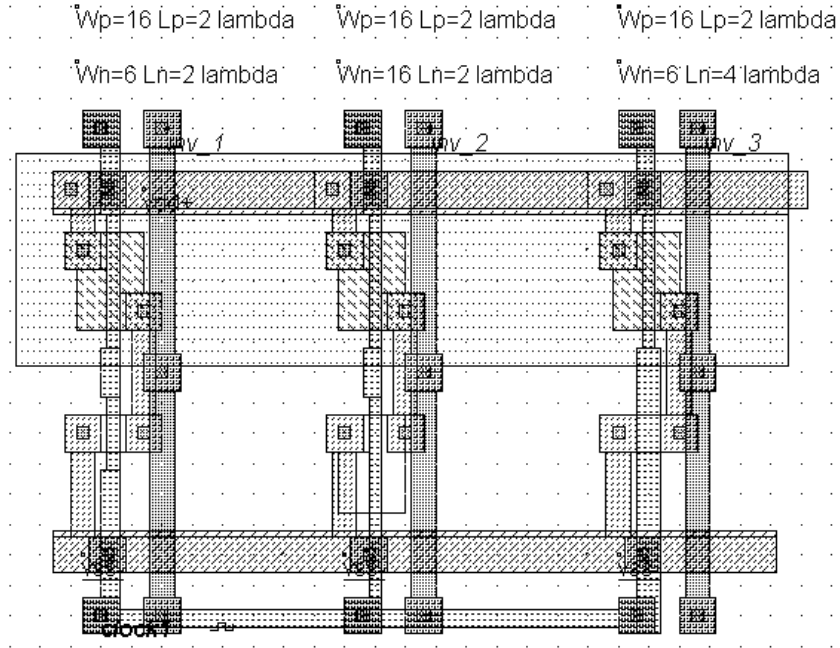 Wp=16 Lp=2 lambda
Wp=16 Lp=2 lambda
Wp=16 Lp=2 lambda
Wn=6 Ln=2 lambda
Wn=16 Ln=2 lambda
Wn=6 Ln=4 lambda
inv_1
inv_2
inv_3
clock1